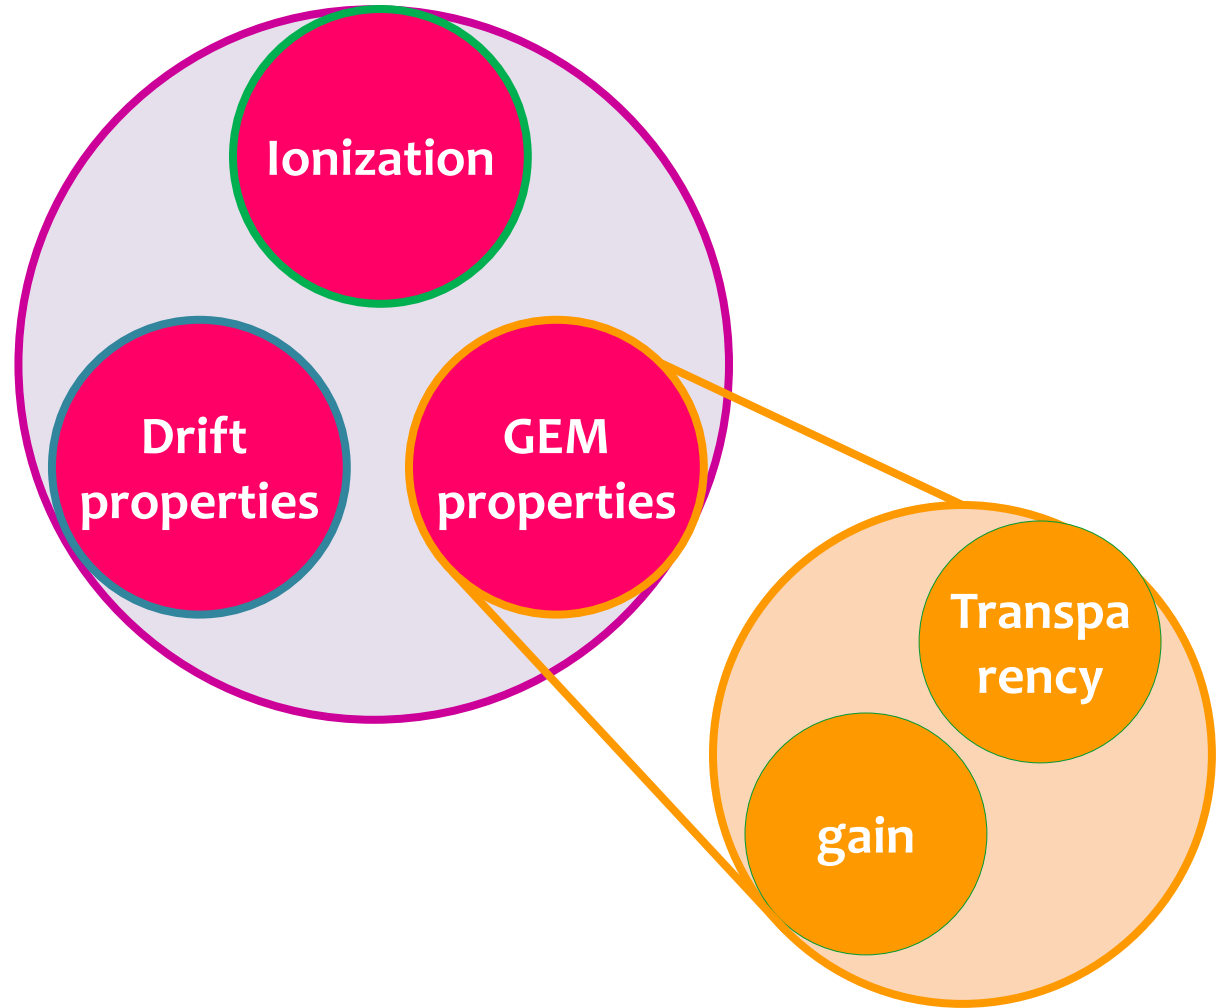 Ionization
Drift
properties
GEM
properties
Transpa
rency
gain